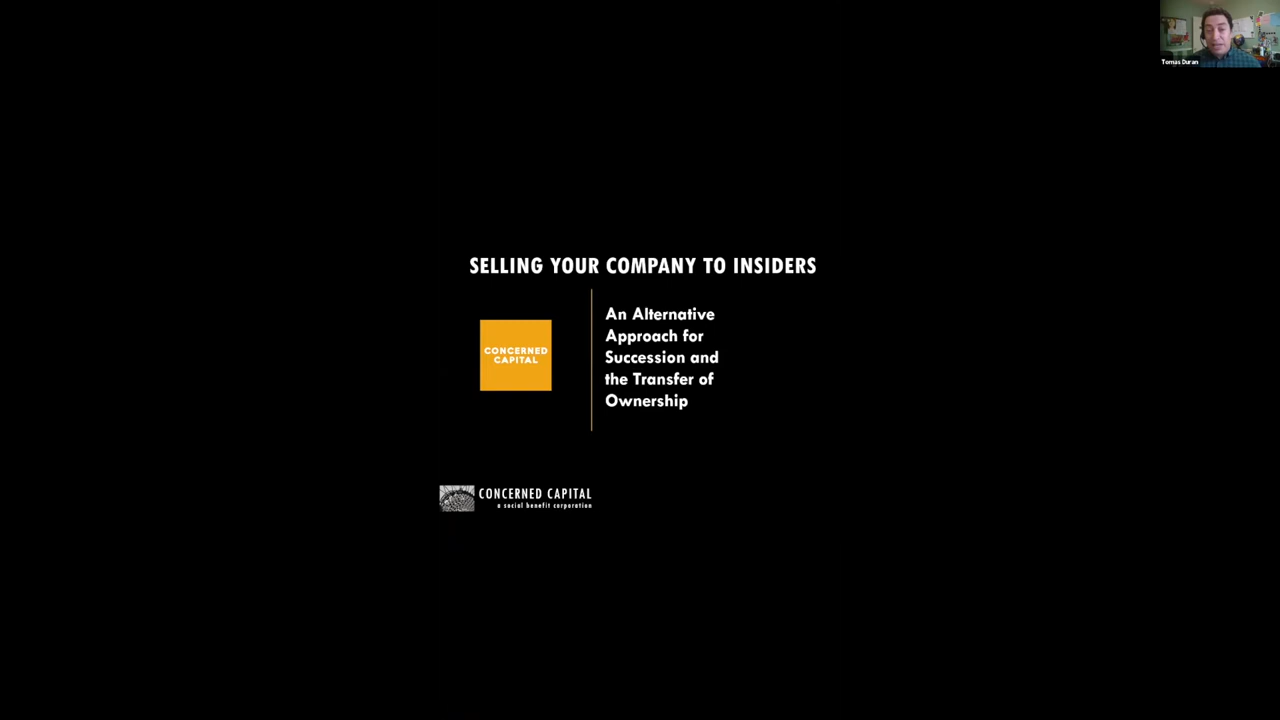 Tomas Duran
SELLING YOUR COMPANY TO INSIDERS
CONCERNED
CAPITAL
An Alternative
Approach for
Succession and
the Transfer of
Ownership
CONCERNED CAPITAL
a social benefit corporation